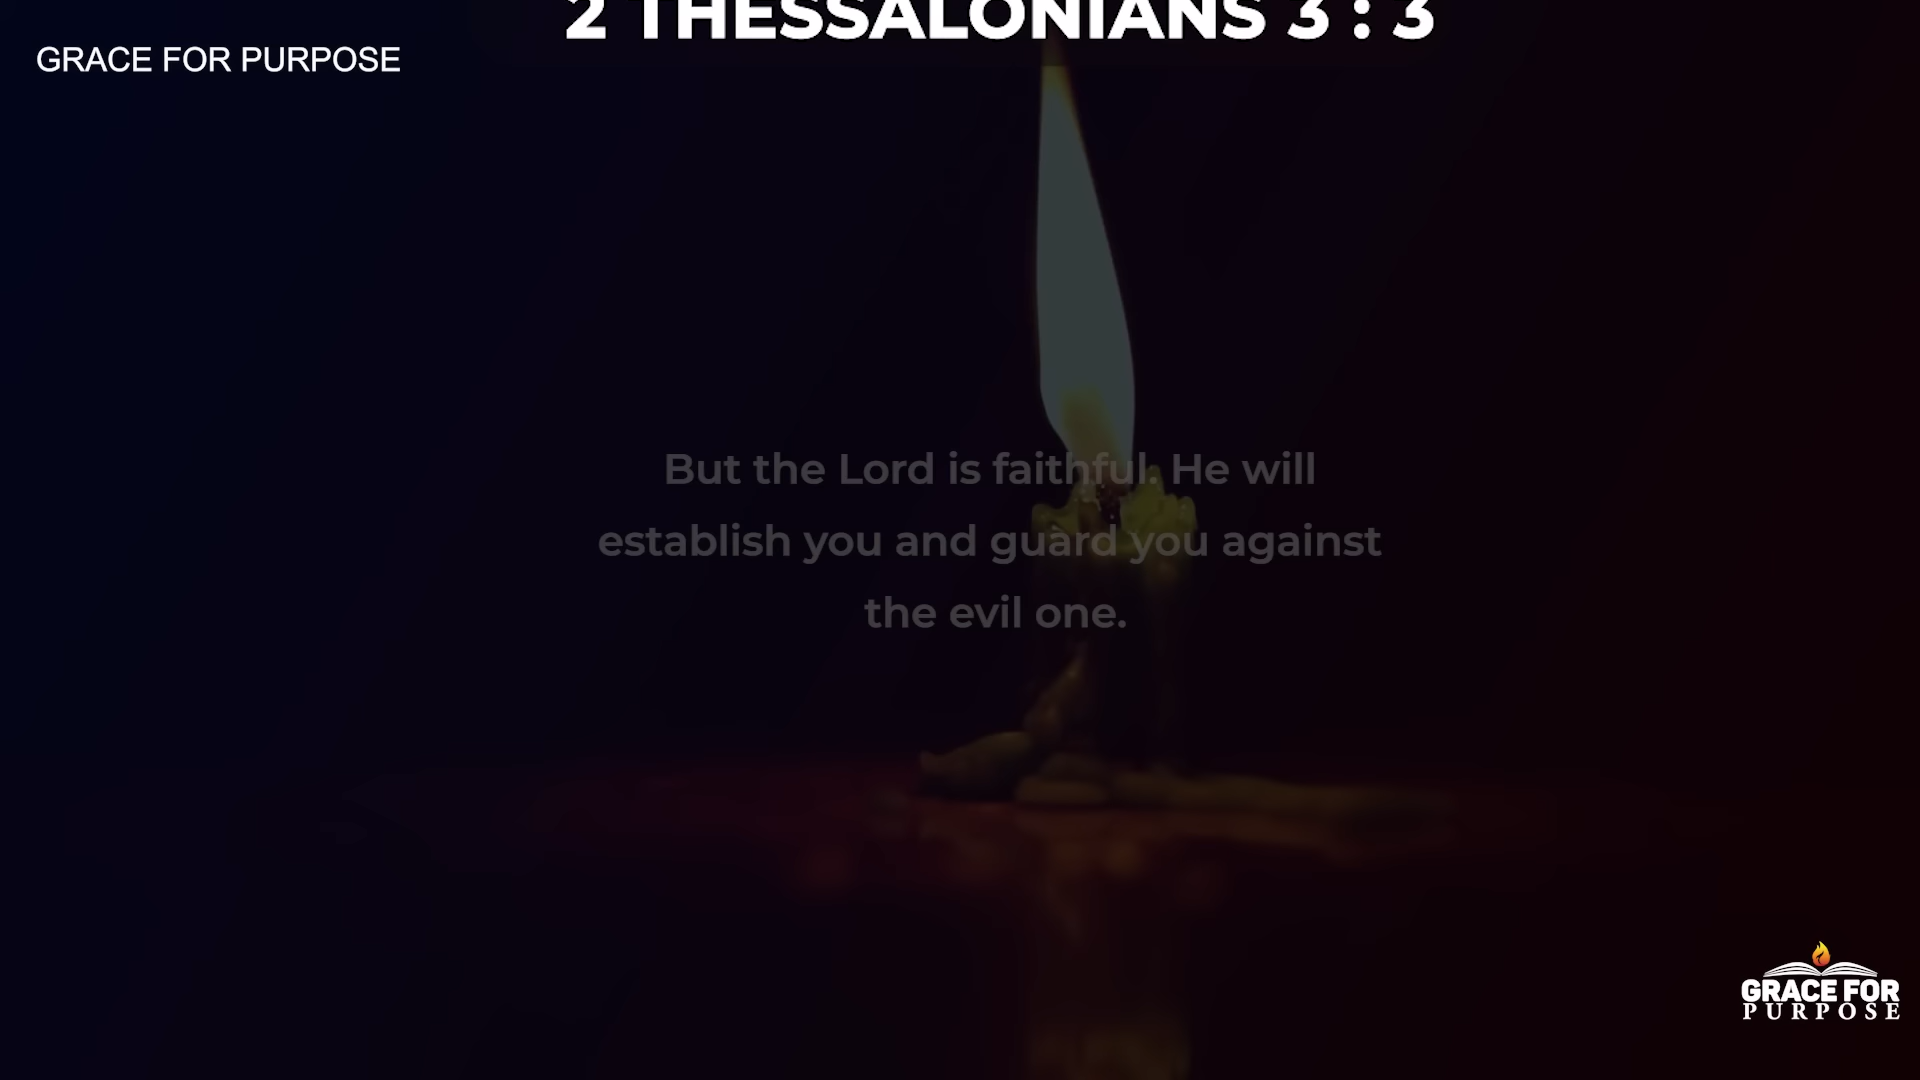 2 THESSALONIANS 3 : 3
GRACE FOR PURPOSE
But the Lord is faithful. He will
establish you and guard you against
the evil one.
GRACE FOR
PURPOSE